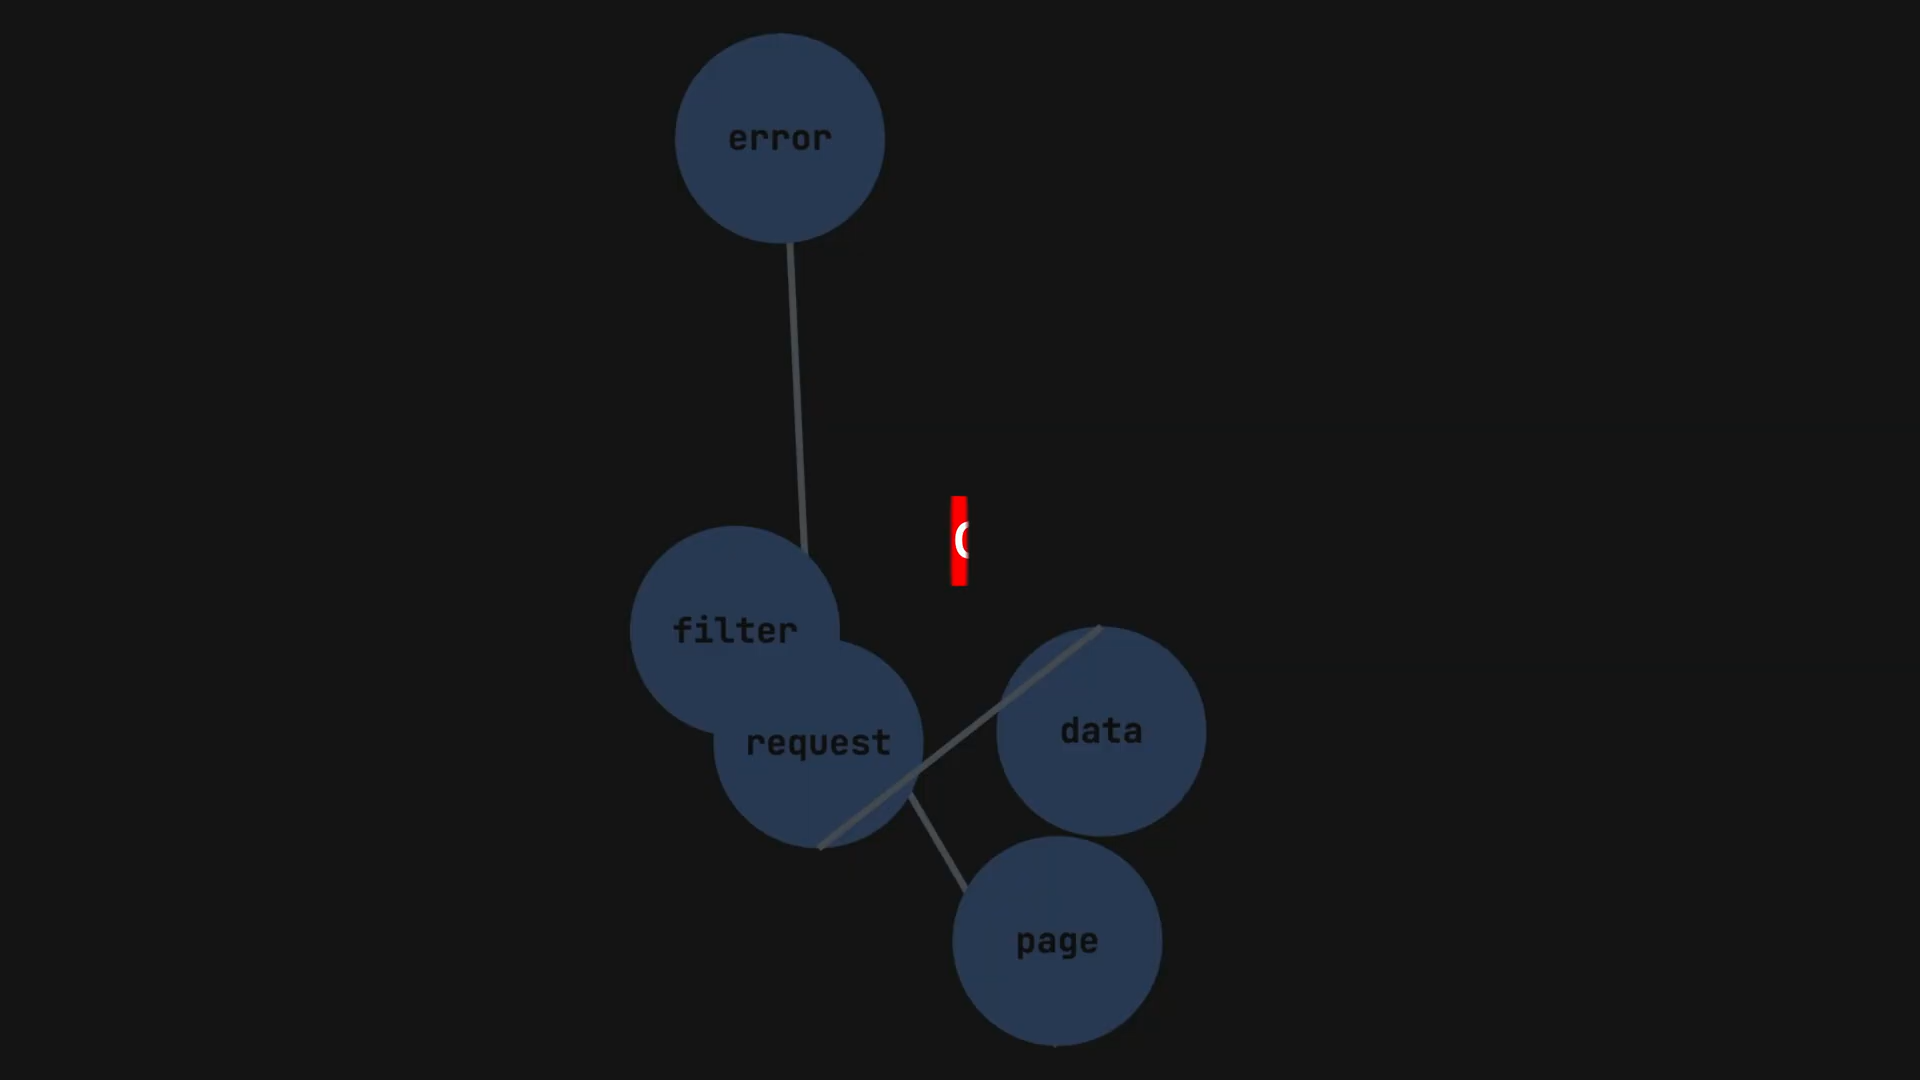 error
filter
data
request
page